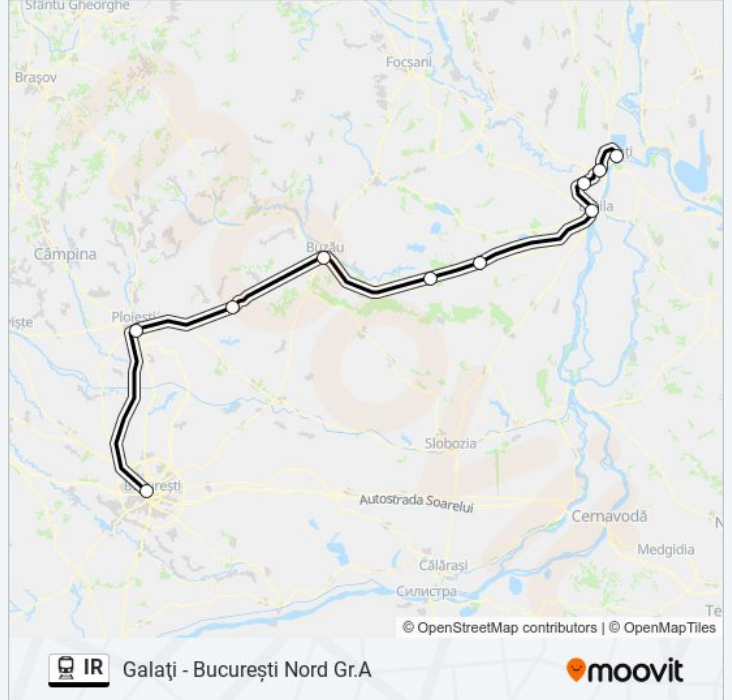 Sfântu Gheorghe
Focșani
Brașov
Buzău
Câmpina
Ploiești
Slobozia
București
Autostrada Soarelui
Cernavodă
Medgidia
Călărași
Силистра
© OpenStreetMap contributors | © OpenMapTiles
IR Galaţi - Bucureşti Nord Gr.A
moovit